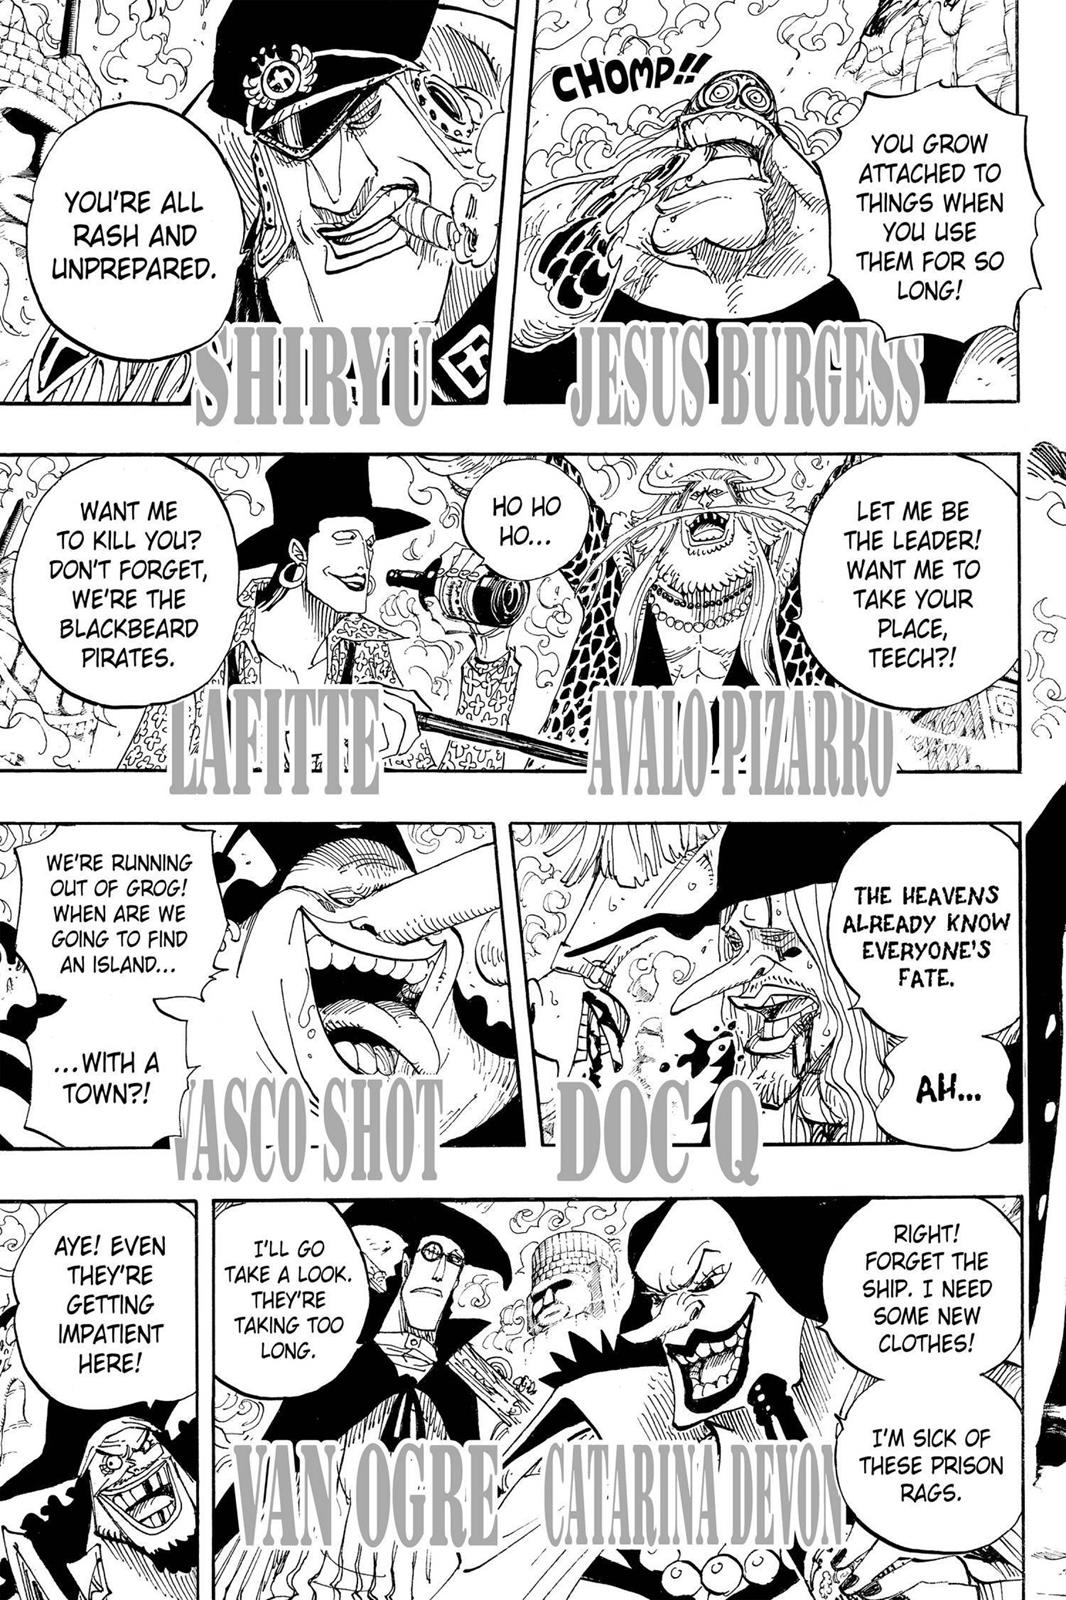 CHOMP!!
YOU GROW
ATTACHED TO
THINGS WHEN
YOU USE
THEM FOR SO
LONG!
JESUS BURGESS
YOU'RE ALL
RASH AND
UNPREPARED.
SHIRYU
LET ME BE
THE LEADER!
WANT ME TO
TAKE YOUR
PLACE,
TEECH?!
AVALO PIZARRO
HO HO
HO...
WANT ME
TO KILL YOU?
DON'T FORGET,
WE'RE THE
BLACKBEARD
PIRATES.
LAFITTE
THE HEAVENS
ALREADY KNOW
EVERYONE'S
FATE.
AH...
DOC Q
WE'RE RUNNING
OUT OF GROG!
WHEN ARE WE
GOING TO FIND
AN ISLAND...
...WITH A
TOWN?!
VASCO SHOT
RIGHT!
FORGET THE
SHIP. I NEED
SOME NEW
CLOTHES!
I'M SICK OF
THESE PRISON
RAGS.
CATARINA DEVON
I'LL GO
TAKE A LOOK.
THEY'RE
TAKING TOO
LONG.
VAN OGRE
AYE! EVEN
THEY'RE
GETTING
IMPATIENT
HERE!